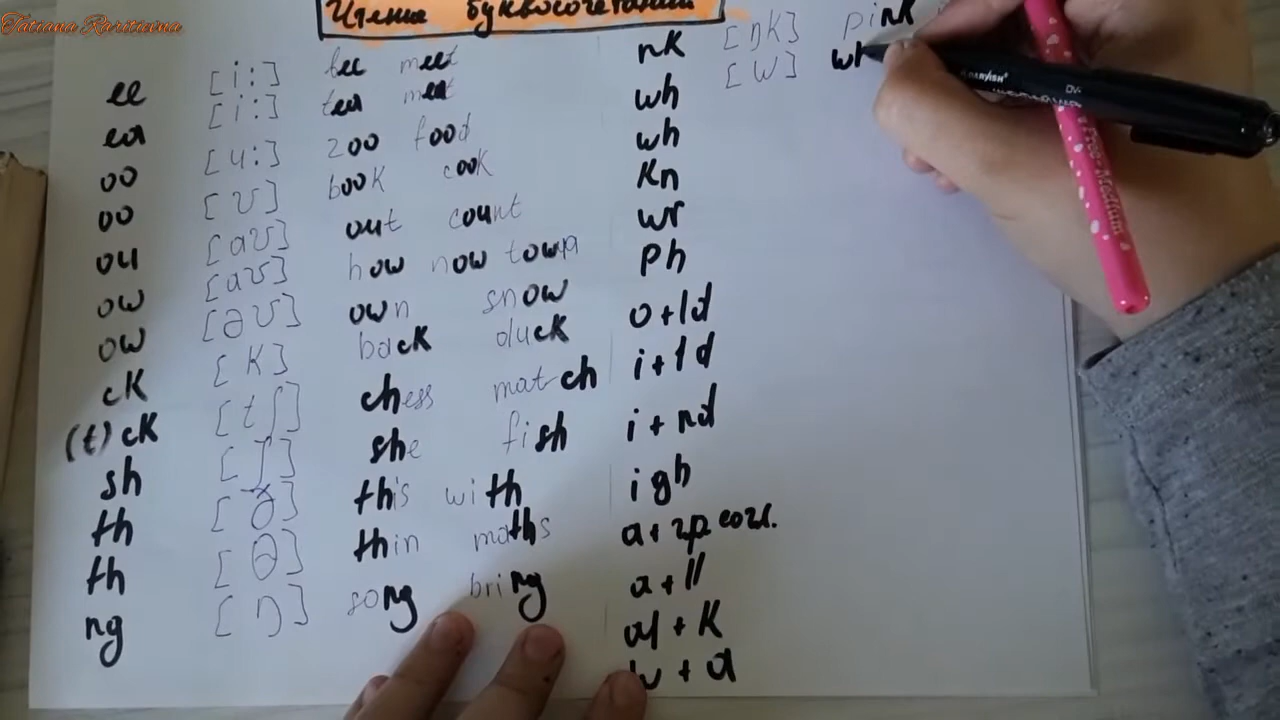 Tatiana Raritivna
Чтение буквосочетаний
ee [i:] bee meet
ea [i:] tea meat
oo [u:] zoo food
oo [ʊ] book cook
ou [aʊ] out count
ow [aʊ] how now town
ow [əʊ] own snow
ck [k] back duck
(t)ck [tʃ] chess match
sh [ʃ] she fish
th [ð] this with
th [θ] thin maths
ng [ŋ] song bring
nk [ŋk] pink
wh [w] wh
wh
kn
wr
ph
o+ld
i+ld
i+nd
igh
a+гр согл.
a+ll
al+k
w+a